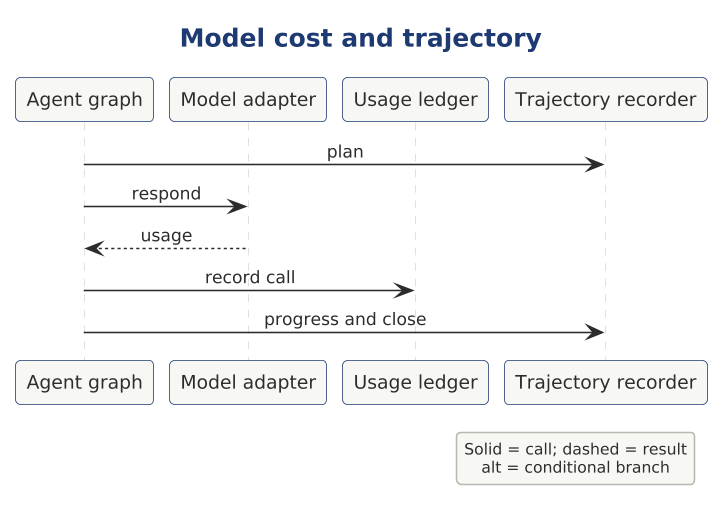 Model cost and trajectory
Agent graph
Model adapter
Usage ledger
Trajectory recorder
plan
respond
usage
record call
progress and close
Agent graph
Model adapter
Usage ledger
Trajectory recorder
Solid = call; dashed = result
alt = conditional branch